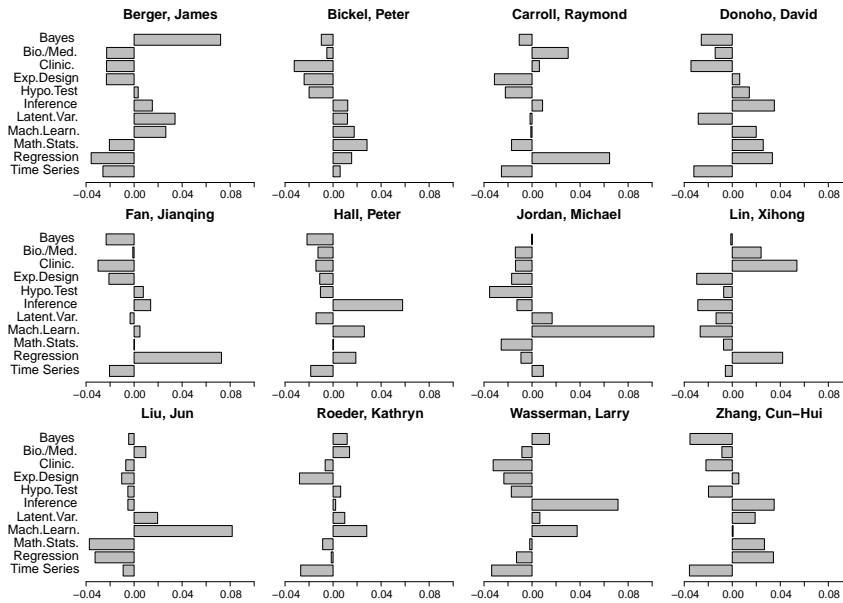 Berger, James Bickel, Peter Carroll, Raymond Donoho, David
Bayes
Bio./Med.
Clinic.
Exp.Design
Hypo.Test
Inference
Latent.Var.
Mach.Learn.
Math.Stats.
Regression
Time Series
−0.04 0.00 0.04 0.08 −0.04 0.00 0.04 0.08 −0.04 0.00 0.04 0.08 −0.04 0.00 0.04 0.08
Fan, Jianqing Hall, Peter Jordan, Michael Lin, Xihong
Bayes
Bio./Med.
Clinic.
Exp.Design
Hypo.Test
Inference
Latent.Var.
Mach.Learn.
Math.Stats.
Regression
Time Series
−0.04 0.00 0.04 0.08 −0.04 0.00 0.04 0.08 −0.04 0.00 0.04 0.08 −0.04 0.00 0.04 0.08
Liu, Jun Roeder, Kathryn Wasserman, Larry Zhang, Cun−Hui
Bayes
Bio./Med.
Clinic.
Exp.Design
Hypo.Test
Inference
Latent.Var.
Mach.Learn.
Math.Stats.
Regression
Time Series
−0.04 0.00 0.04 0.08 −0.04 0.00 0.04 0.08 −0.04 0.00 0.04 0.08 −0.04 0.00 0.04 0.08